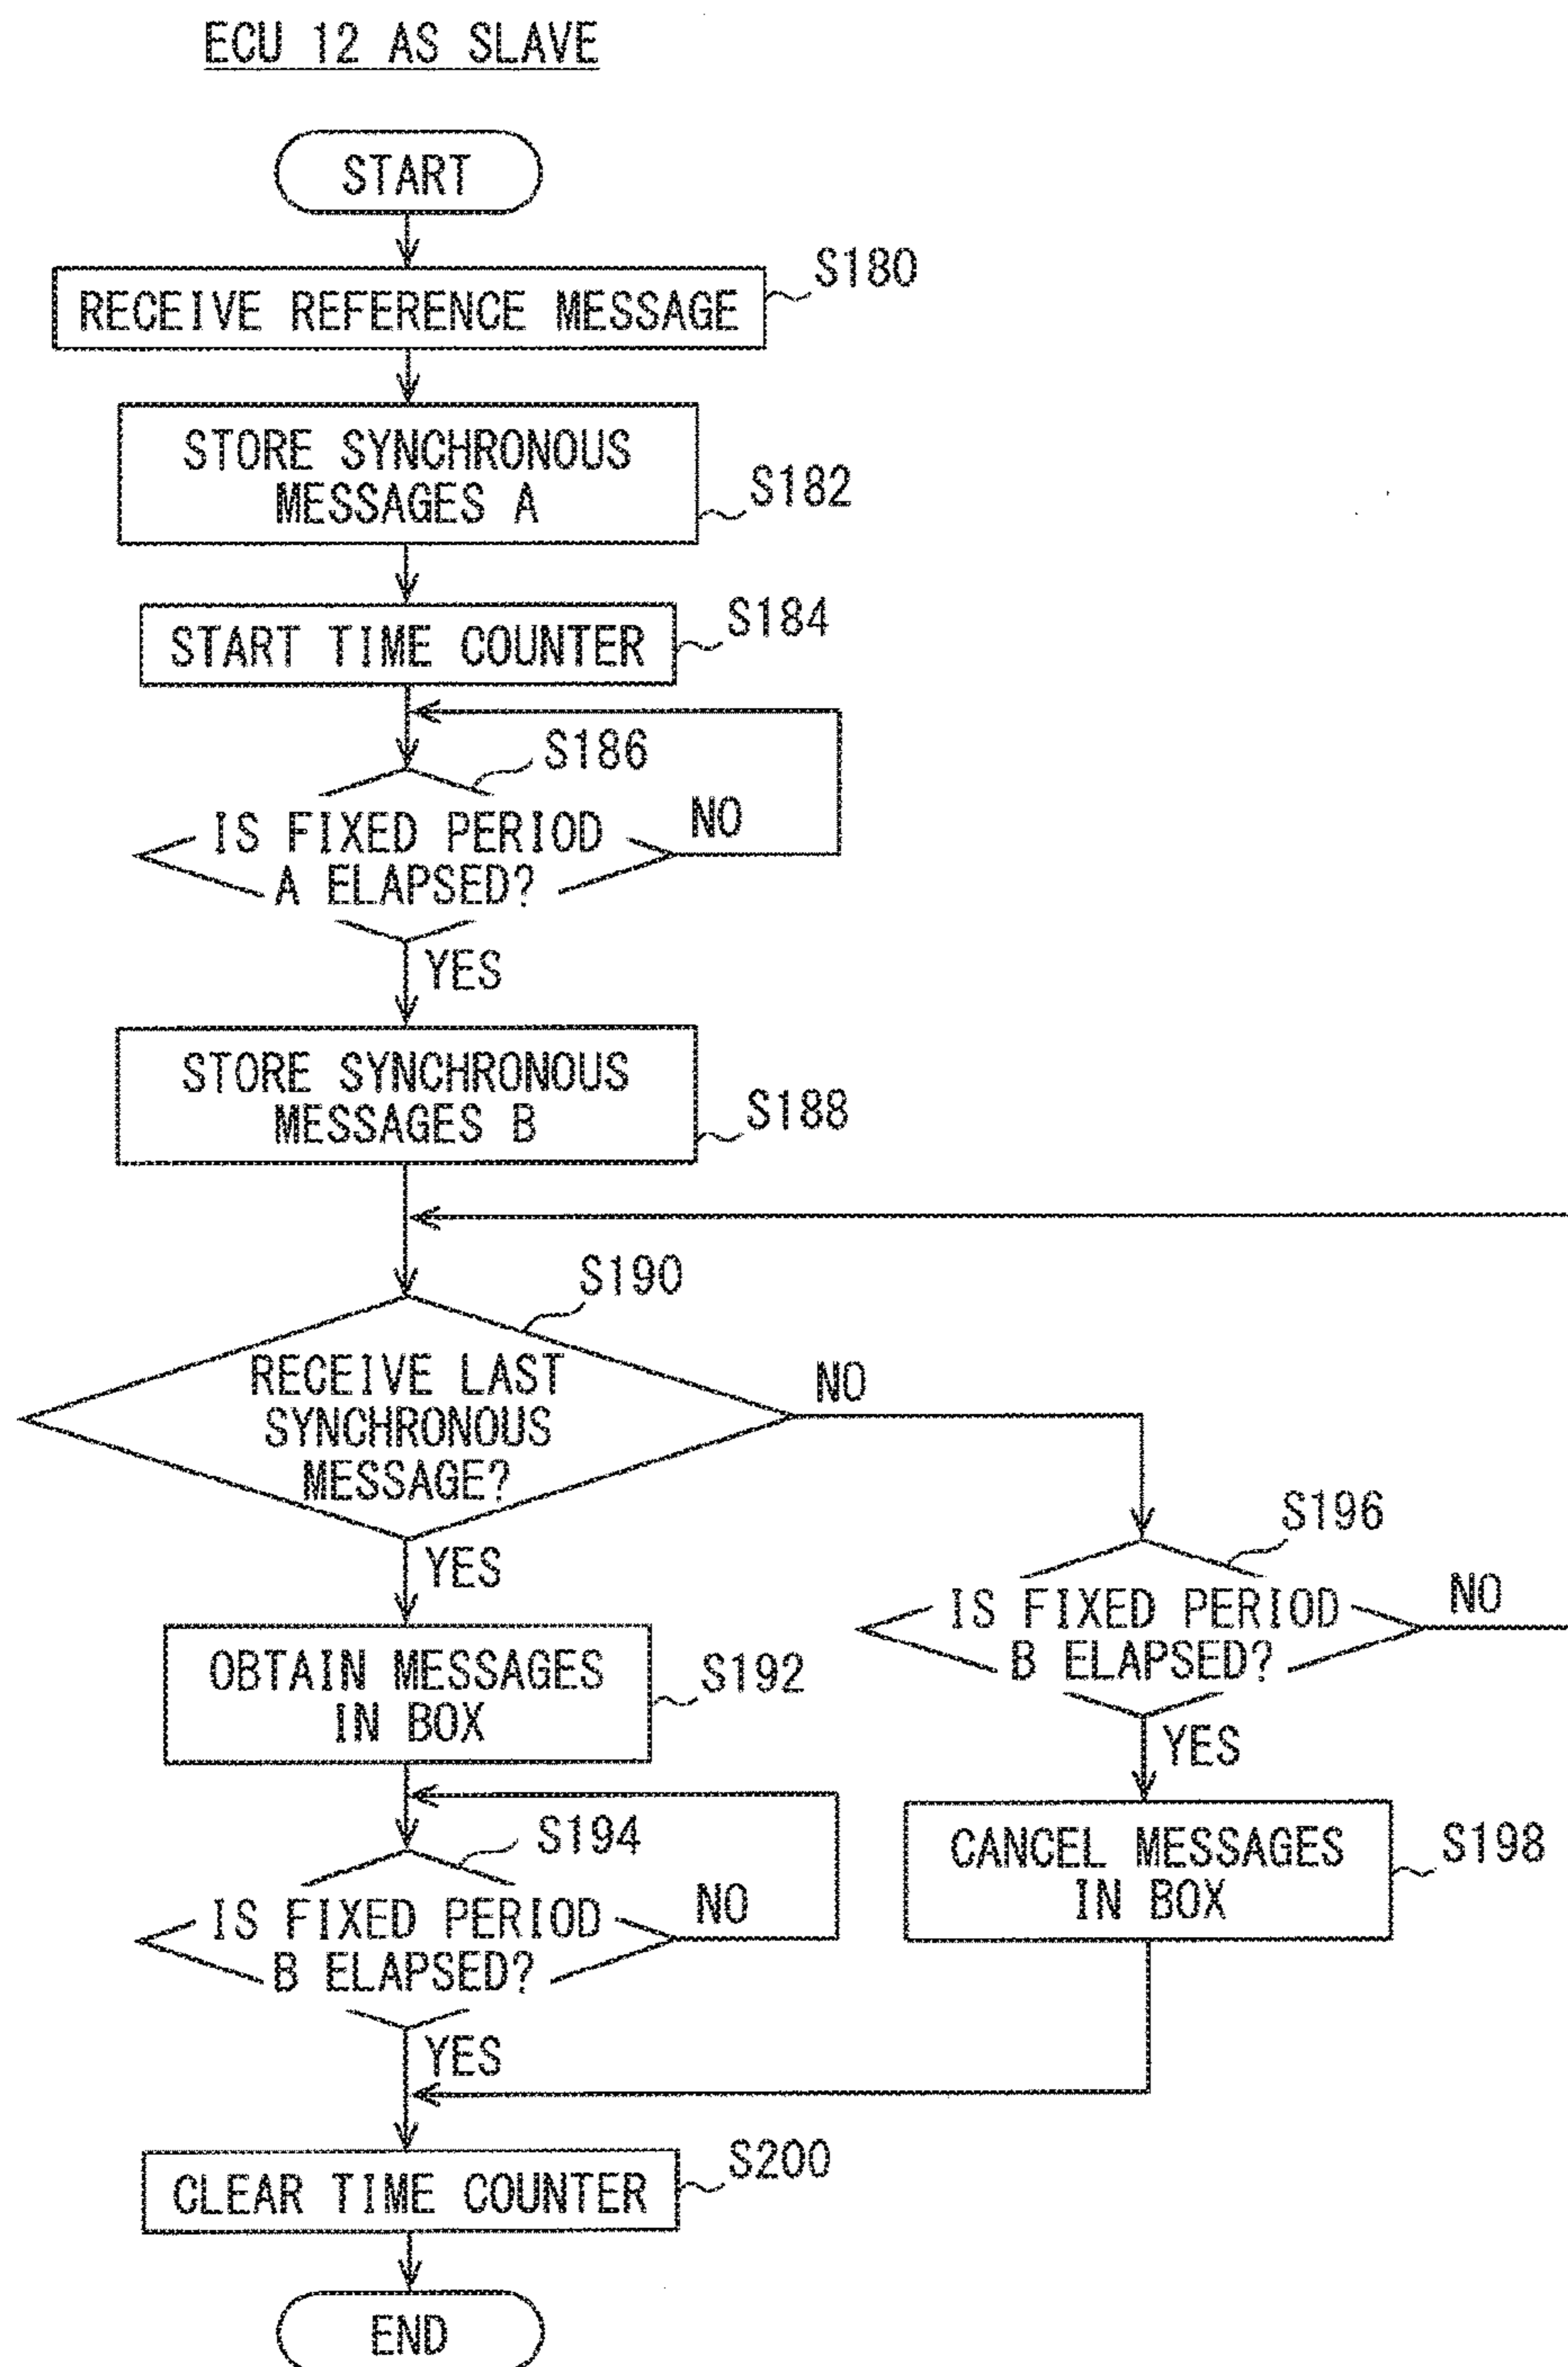 ECU 12 AS SLAVE
START
S180
RECEIVE REFERENCE MESSAGE
STORE SYNCHRONOUS
MESSAGES A
S182
S184
START TIME COUNTER
S186
IS FIXED PERIOD
A ELAPSED?
NO
YES
STORE SYNCHRONOUS
MESSAGES B
S188
S190
RECEIVE LAST
SYNCHRONOUS
MESSAGE?
NO
YES
S196
IS FIXED PERIOD
B ELAPSED?
NO
YES
OBTAIN MESSAGES
IN BOX
S192
S194
IS FIXED PERIOD
B ELAPSED?
NO
YES
CANCEL MESSAGES
IN BOX
S198
S200
CLEAR TIME COUNTER
END